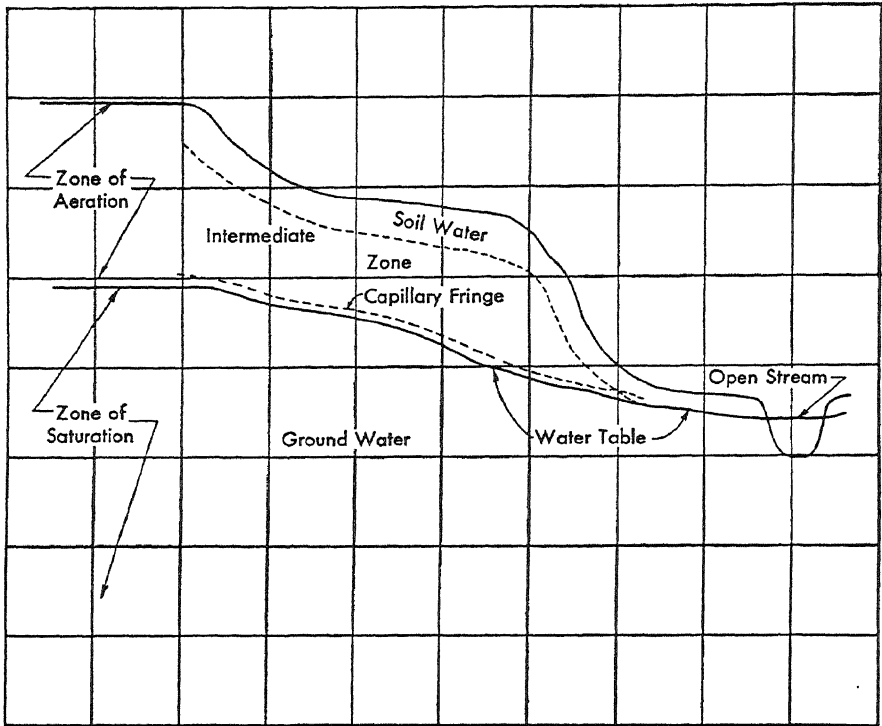 Zone of
Aeration
Soil Water
Intermediate
Zone
Capillary Fringe
Open Stream
Zone of
Saturation
Ground Water
Water Table